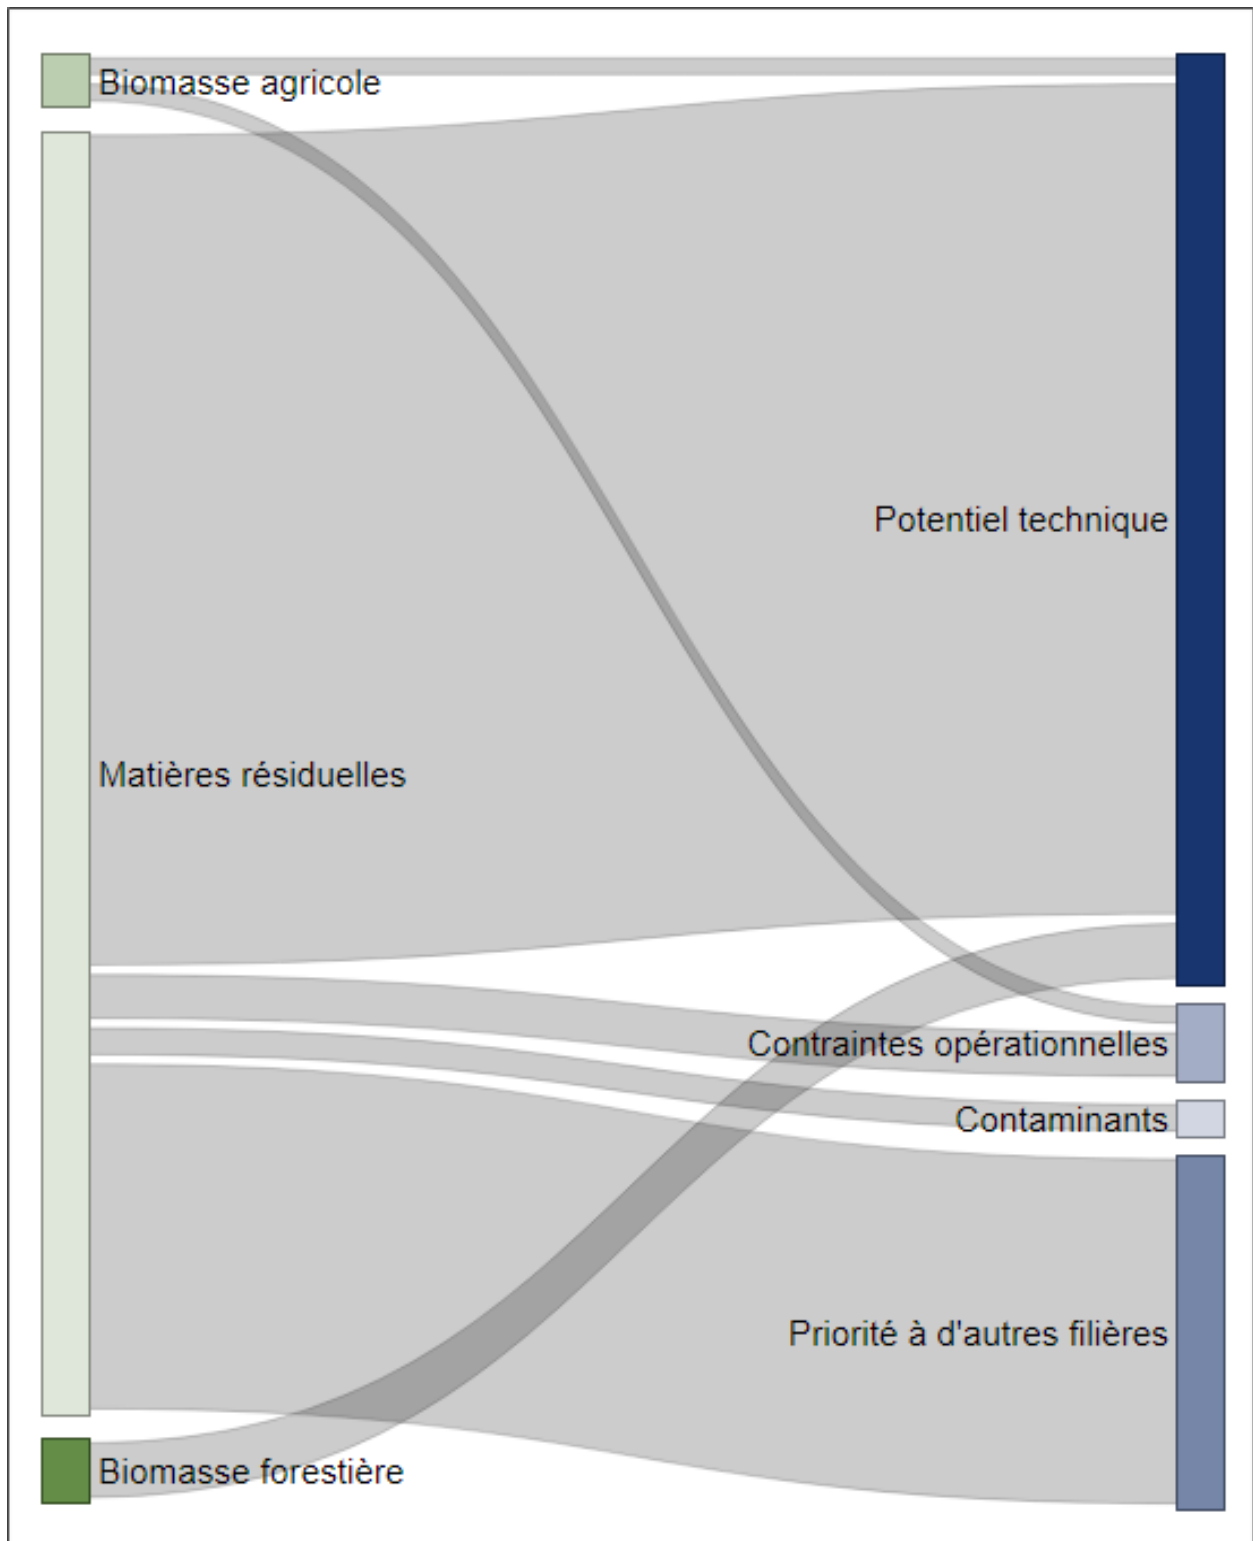 Biomasse agricole
Potentiel technique
Matières résiduelles
Contraintes opérationnelles
Contaminants
Priorité à d'autres filières
Biomasse forestière